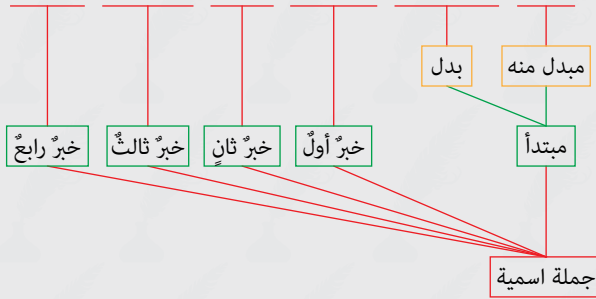 مبدل منه بدل
مبتدأ خبرٌ أولٌ خبرٌ ثانٍ خبرٌ ثالثٌ خبرٌ رابعٌ
جملة اسمية